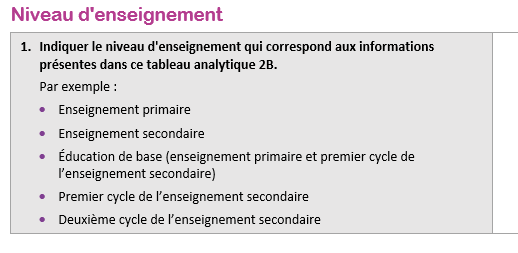 Niveau d'enseignement
1. Indiquer le niveau d'enseignement qui correspond aux informations
présentes dans ce tableau analytique 2B.
Par exemple :
• Enseignement primaire
• Enseignement secondaire
• Éducation de base (enseignement primaire et premier cycle de
l’enseignement secondaire)
• Premier cycle de l’enseignement secondaire
• Deuxième cycle de l’enseignement secondaire